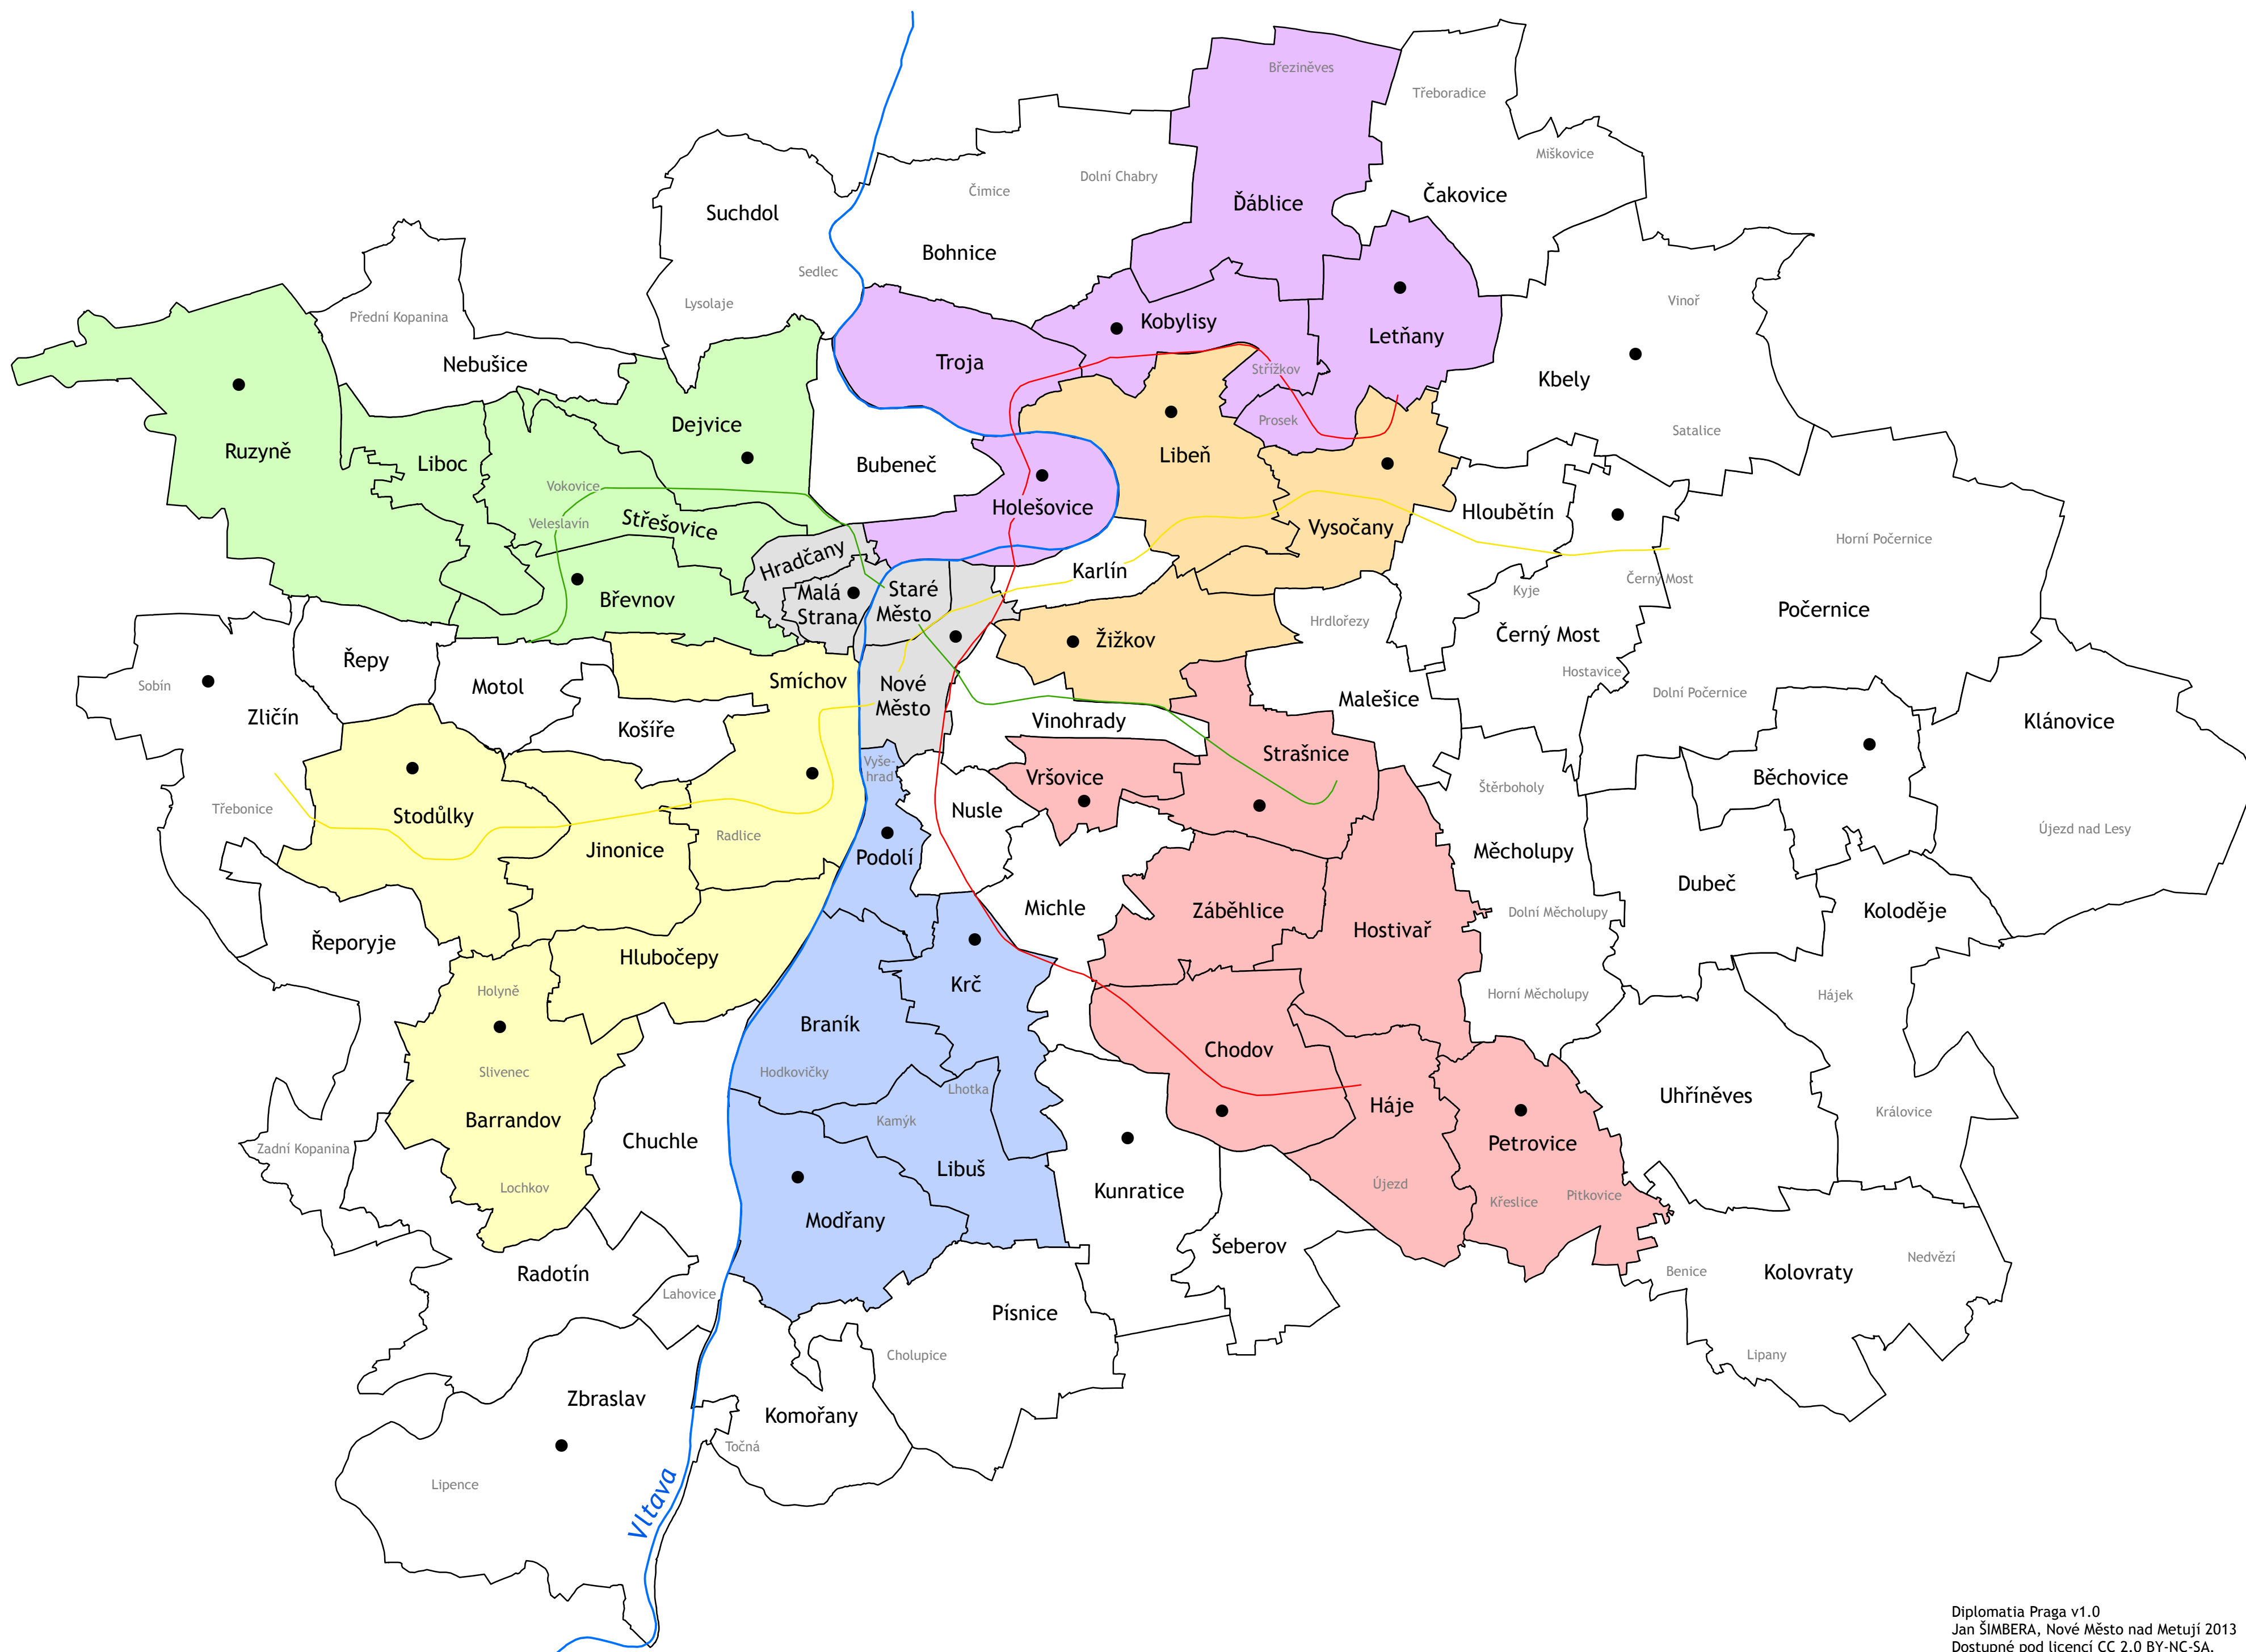 Březiněves
Třeboradice
Miškovice
Čimice
Dolní Chabry
Čakovice
Ďáblice
Suchdol
Bohnice
Sedlec
Lysolaje
Vinoř
Přední Kopanina
Kobylisy
Letňany
Nebušice
Troja
Střížkov
Kbely
Dejvice
Prosek
Satalice
Ruzyně
Liboc
Bubeneč
Libeň
Vokovice
Holešovice
Hloubětín
Veleslavín
Střešovice
Vysočany
Horní Počernice
Hradčany
Karlín
Černý Most
Břevnov
Malá
Strana
Staré
Město
Kyje
Počernice
Hrdlořezy
Žižkov
Černý Most
Řepy
Hostavice
Motol
Smíchov
Sobín
Nové
Město
Malešice
Dolní Počernice
Zličín
Košíře
Vinohrady
Klánovice
Strašnice
Vyše-
hrad
Vršovice
Běchovice
Štěrboholy
Třebonice
Stodůlky
Nusle
Radlice
Újezd nad Lesy
Jinonice
Podolí
Měcholupy
Dubeč
Michle
Záběhlice
Dolní Měcholupy
Koloděje
Řeporyje
Hostivař
Hlubočepy
Krč
Holyně
Horní Měcholupy
Hájek
Braník
Chodov
Slivenec
Hodkovičky
Lhotka
Uhříněves
Háje
Barrandov
Kamýk
Královice
Chuchle
Petrovice
Zadní Kopanina
Libuš
Lochkov
Kunratice
Újezd
Křeslice
Pitkovice
Modřany
Šeberov
Nedvězí
Radotín
Benice
Kolovraty
Lahovice
Písnice
Cholupice
Lipany
Zbraslav
Komořany
Točná
Lipence
Vltava
Diplomatia Praga v1.0
Jan ŠIMBERA, Nové Město nad Metují 2013
Dostupné pod licencí CC 2.0 BY-NC-SA.